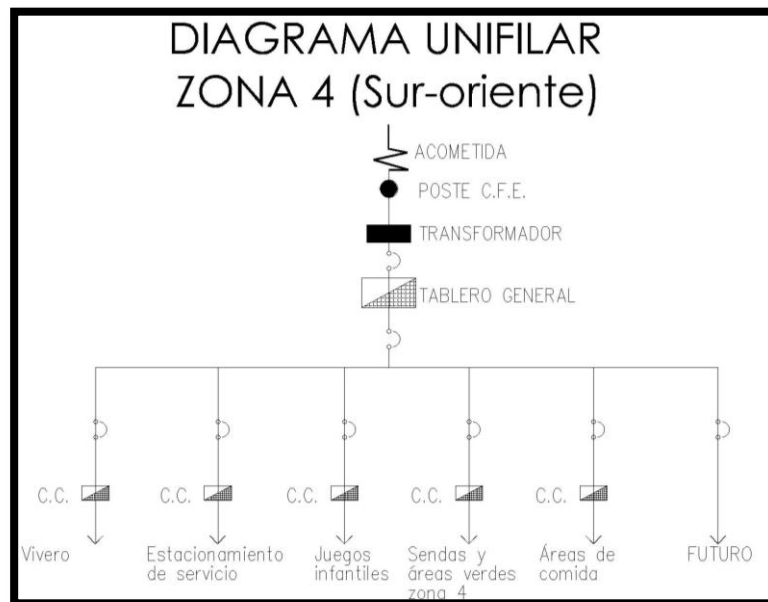 DIAGRAMA UNIFILAR
ZONA 4 (Sur-oriente)
ACOMETIDA
POSTE C.F.E.
TRANSFORMADOR
TABLERO GENERAL
C.C. C.C. C.C. C.C. C.C.
Vivero
Estacionamiento
de servicio
Juegos
infantiles
Sendas y
áreas verdes
zona 4
Áreas de
comida
FUTURO